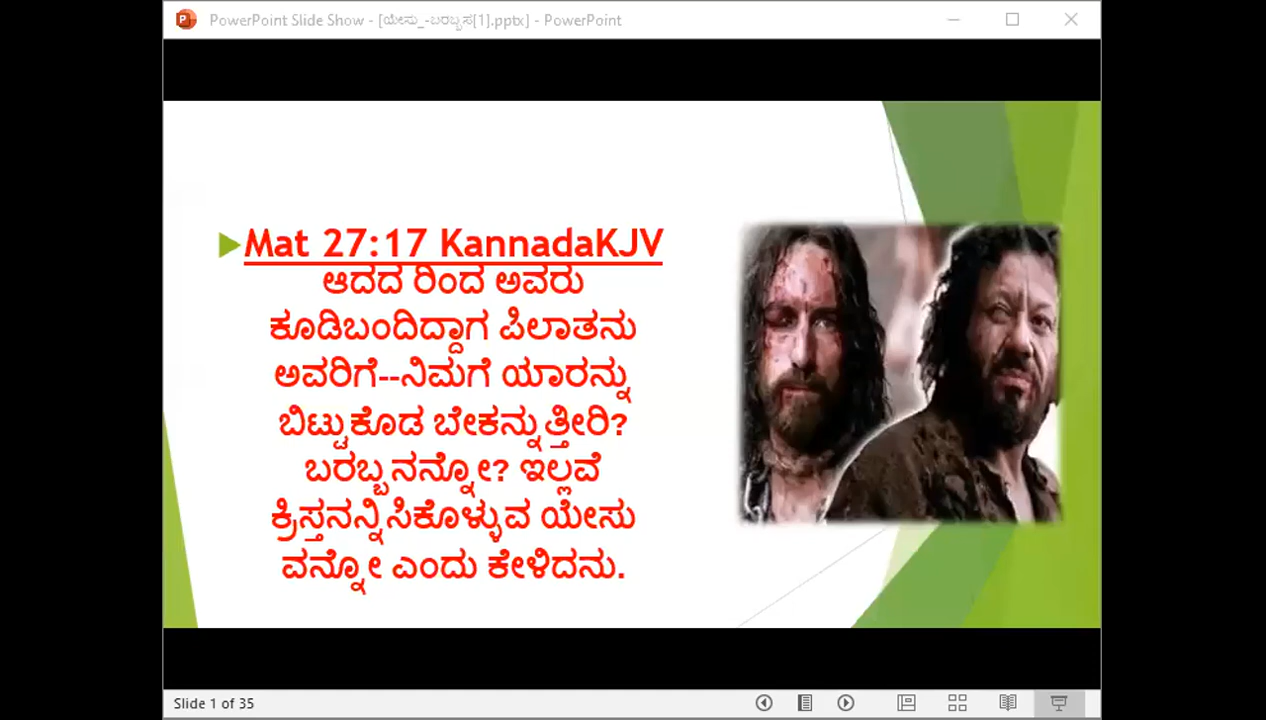 PowerPoint Slide Show - [ಯೇಸು_-ಬರಬ್ಬಸ[1].pptx] - PowerPoint
Mat 27:17 KannadaKJV
ಆದದ ರಿಂದ ಅವರು
ಕೂಡಿಬಂದಿದ್ದಾಗ ಪಿಲಾತನು
ಅವರಿಗೆ--ನಿಮಗೆ ಯಾರನ್ನು
ಬಿಟ್ಟುಕೊಡ ಬೇಕನ್ನುತ್ತೀರಿ?
ಬರಬ್ಬನನ್ನೋ? ಇಲ್ಲವೆ
ಕ್ರಿಸ್ತನನ್ನಿಸಿಕೊಳ್ಳುವ ಯೇಸು
ವನ್ನೋ ಎಂದು ಕೇಳಿದನು.
Slide 1 of 35